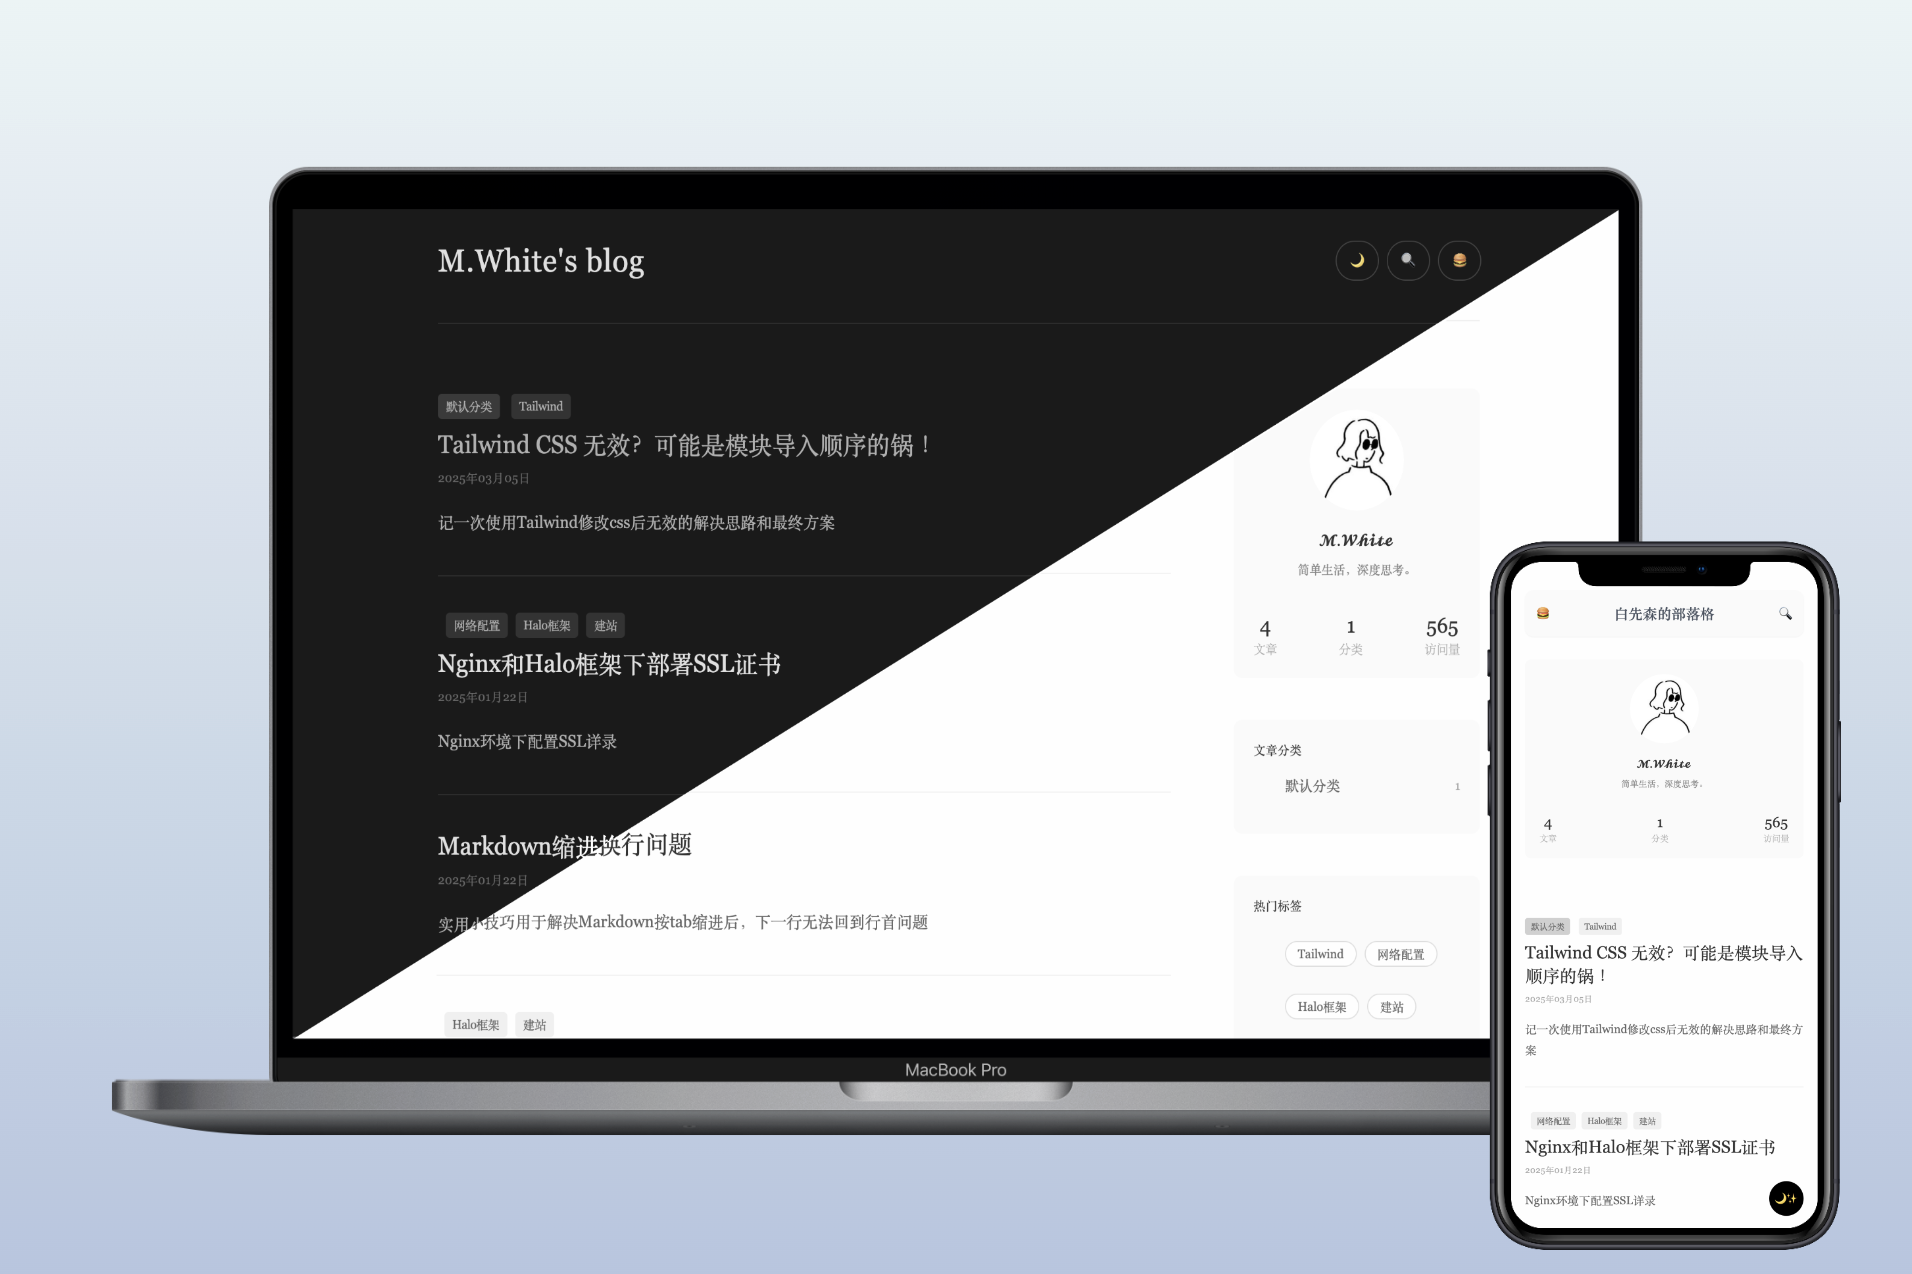 M.White's blog
默认分类 Tailwind
Tailwind CSS 无效？可能是模块导入顺序的锅！
2025年03月05日
记一次使用Tailwind修改css后无效的解决思路和最终方案
网络配置 Halo框架 建站
Nginx和Halo框架下部署SSL证书
2025年01月22日
Nginx环境下配置SSL详录
Markdown缩进换行问题
2025年01月22日
实用小技巧用于解决Markdown按tab缩进后，下一行无法回到行首问题
Halo框架 建站
M.White
简单生活，深度思考。
4 1 565
文章 分类 访问量
文章分类
默认分类 1
热门标签
Tailwind 网络配置
Halo框架 建站
MacBook Pro
白先森的部落格
M.White
简单生活，深度思考。
4 1 565
文章 分类 访问量
默认分类 Tailwind
Tailwind CSS 无效？可能是模块导入
顺序的锅！
2025年03月05日
记一次使用Tailwind修改css后无效的解决思路和最终方
案
网络配置 Halo框架 建站
Nginx和Halo框架下部署SSL证书
2025年01月22日
Nginx环境下配置SSL详录